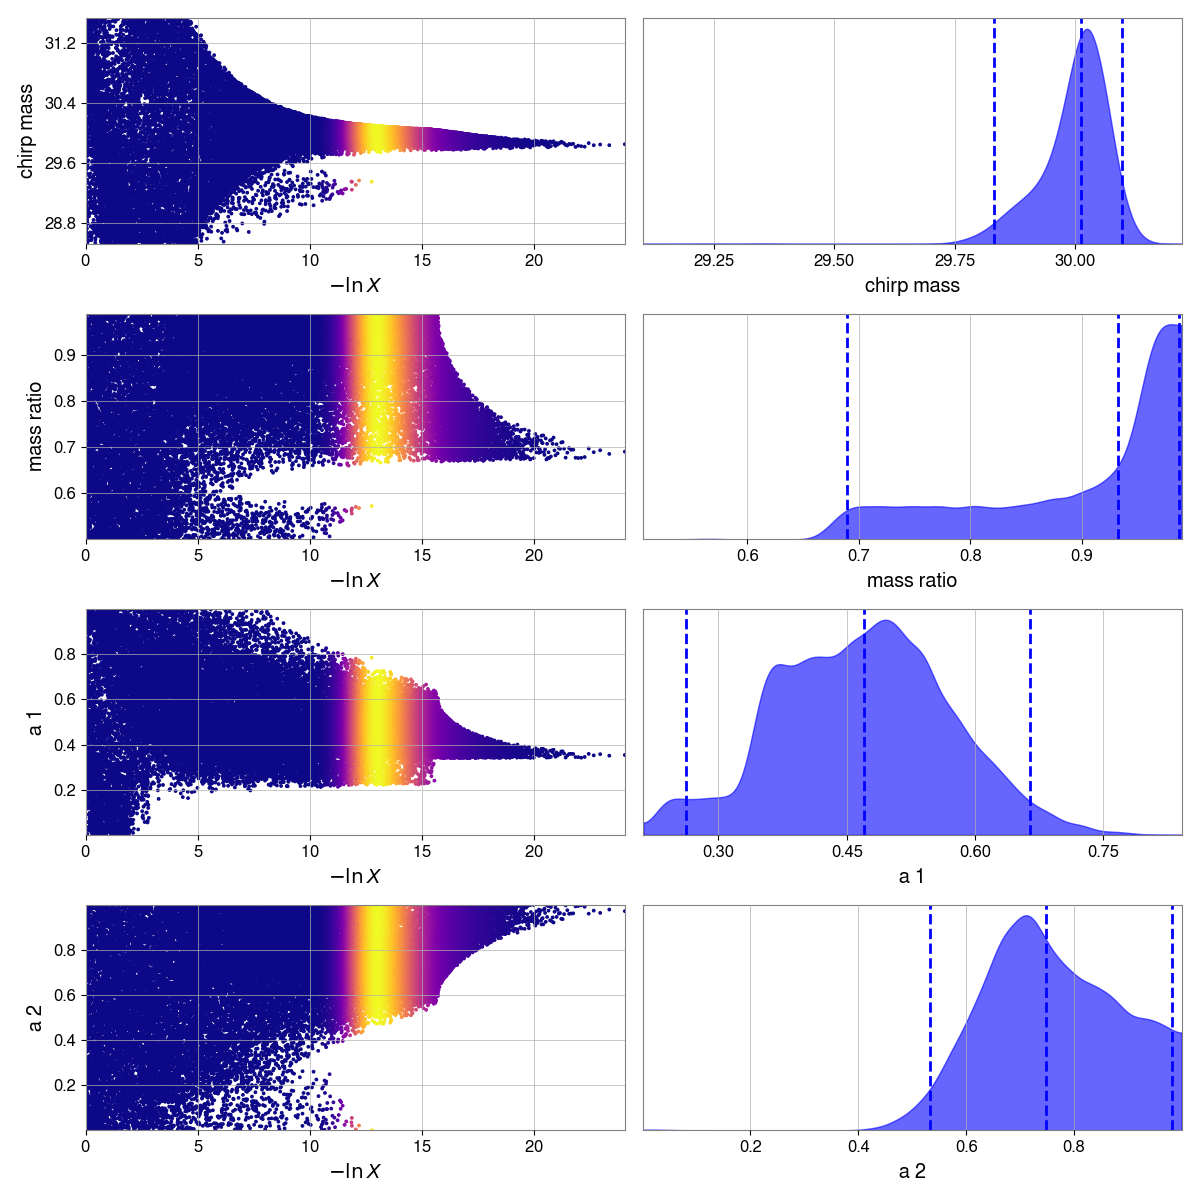 chirp mass
31.2
30.4
29.6
28.8
0 5 10 15 20
−ln X
29.25 29.50 29.75 30.00
chirp mass
mass ratio
0.9
0.8
0.7
0.6
0 5 10 15 20
−ln X
0.6 0.7 0.8 0.9
mass ratio
a 1
0.8
0.6
0.4
0.2
0 5 10 15 20
−ln X
0.30 0.45 0.60 0.75
a 1
a 2
0.8
0.6
0.4
0.2
0 5 10 15 20
−ln X
0.2 0.4 0.6 0.8
a 2